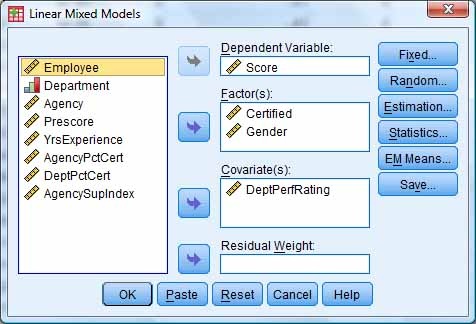 Linear Mixed Models
Employee
Department
Agency
Prescore
YrsExperience
AgencyPctCert
DeptPctCert
AgencySupIndex
Dependent Variable:
Score
Factor(s):
Certified
Gender
Covariate(s):
DeptPerfRating
Residual Weight:
Fixed...
Random...
Estimation...
Statistics...
EM Means...
Save...
OK
Paste
Reset
Cancel
Help